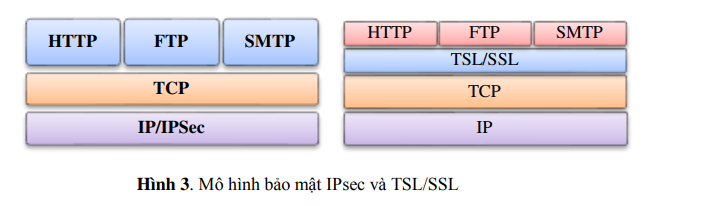 HTTP FTP SMTP
TCP
IP/IPSec
HTTP FTP SMTP
TSL/SSL
TCP
IP
Hình 3. Mô hình bảo mật IPsec và TSL/SSL